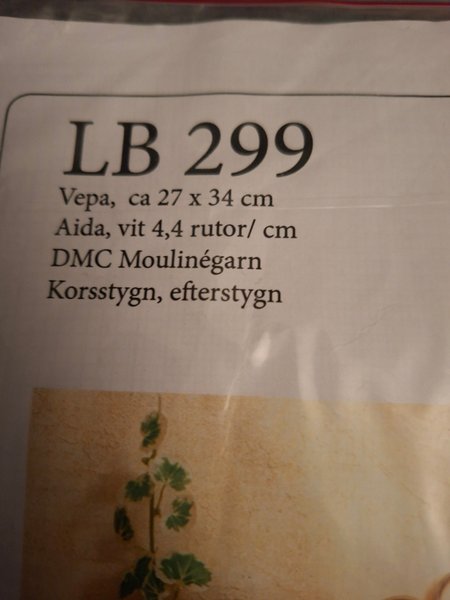 LB 299
Vepa, ca 27 x 34 cm
Aida, vit 4,4 rutor/ cm
DMC Moulinégarn
Korsstygn, efterstygn